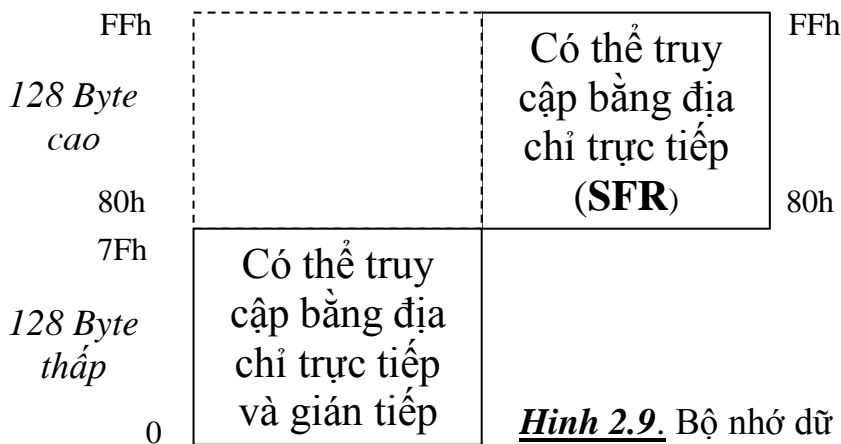 FFh
128 Byte
cao
80h
Có thể truy
cập bằng địa
chỉ trực tiếp
(SFR)
FFh
80h
7Fh
128 Byte
thấp
0
Có thể truy
cập bằng địa
chỉ trực tiếp
và gián tiếp
Hinh 2.9. Bộ nhớ dữ